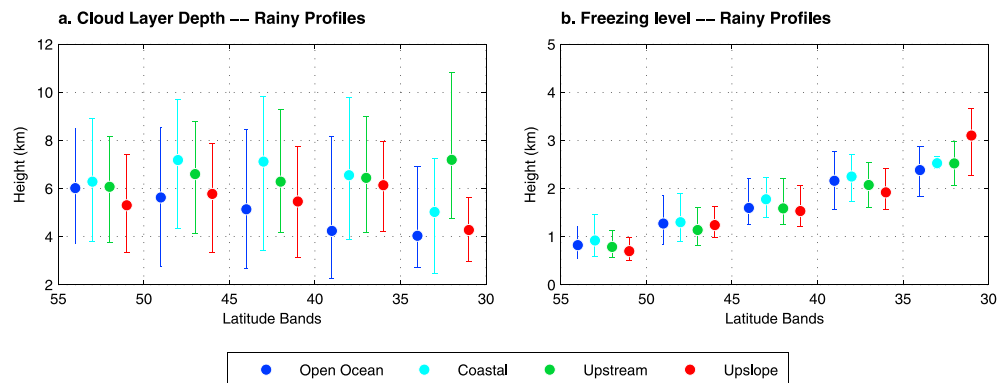 a. Cloud Layer Depth −− Rainy Profiles
12
10
8
6
4
2
Height (km)
55 50 45 40 35 30
Latitude Bands
b. Freezing level −− Rainy Profiles
5
4
3
2
1
0
Height (km)
55 50 45 40 35 30
Latitude Bands
Open Ocean Coastal Upstream Upslope